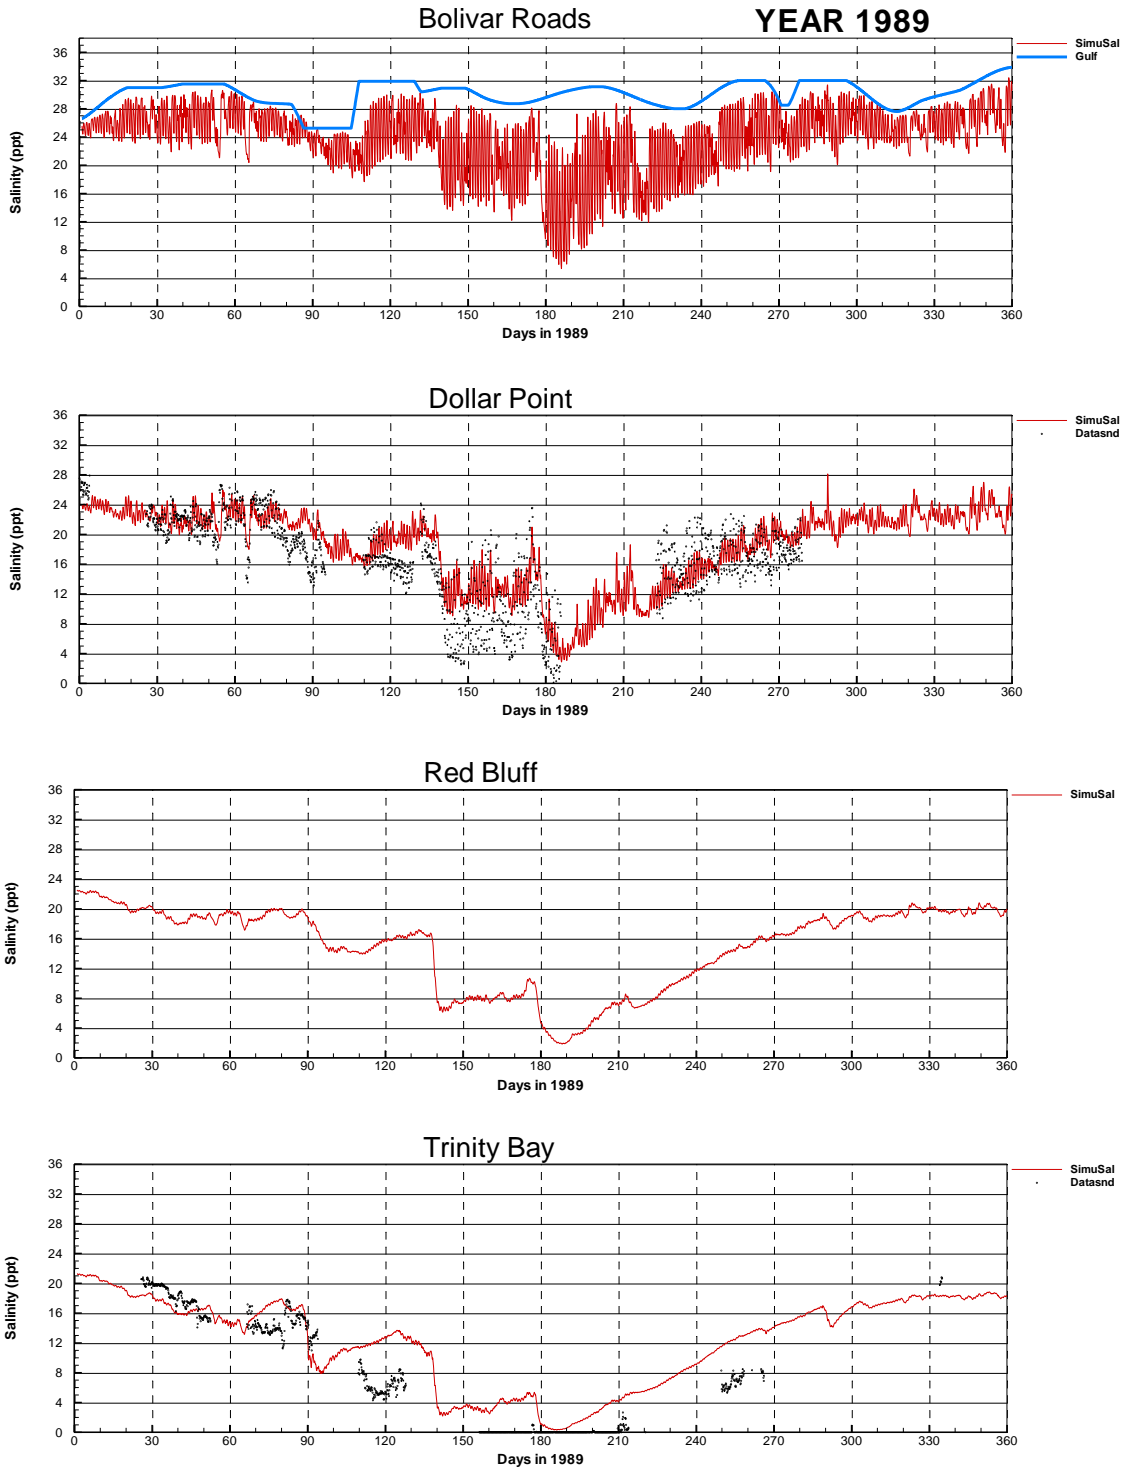 Bolivar Roads YEAR 1989
SimuSal
Gulf
36
32
28
24
20
16
12
8
4
0
Salinity (ppt)
0 30 60 90 120 150 180 210 240 270 300 330 360
Days in 1989
Dollar Point
SimuSal
Datasnd
36
32
28
24
20
16
12
8
4
0
Salinity (ppt)
0 30 60 90 120 150 180 210 240 270 300 330 360
Days in 1989
Red Bluff
SimuSal
36
32
28
24
20
16
12
8
4
0
Salinity (ppt)
0 30 60 90 120 150 180 210 240 270 300 330 360
Days in 1989
Trinity Bay
SimuSal
Datasnd
36
32
28
24
20
16
12
8
4
0
Salinity (ppt)
0 30 60 90 120 150 180 210 240 270 300 330 360
Days in 1989